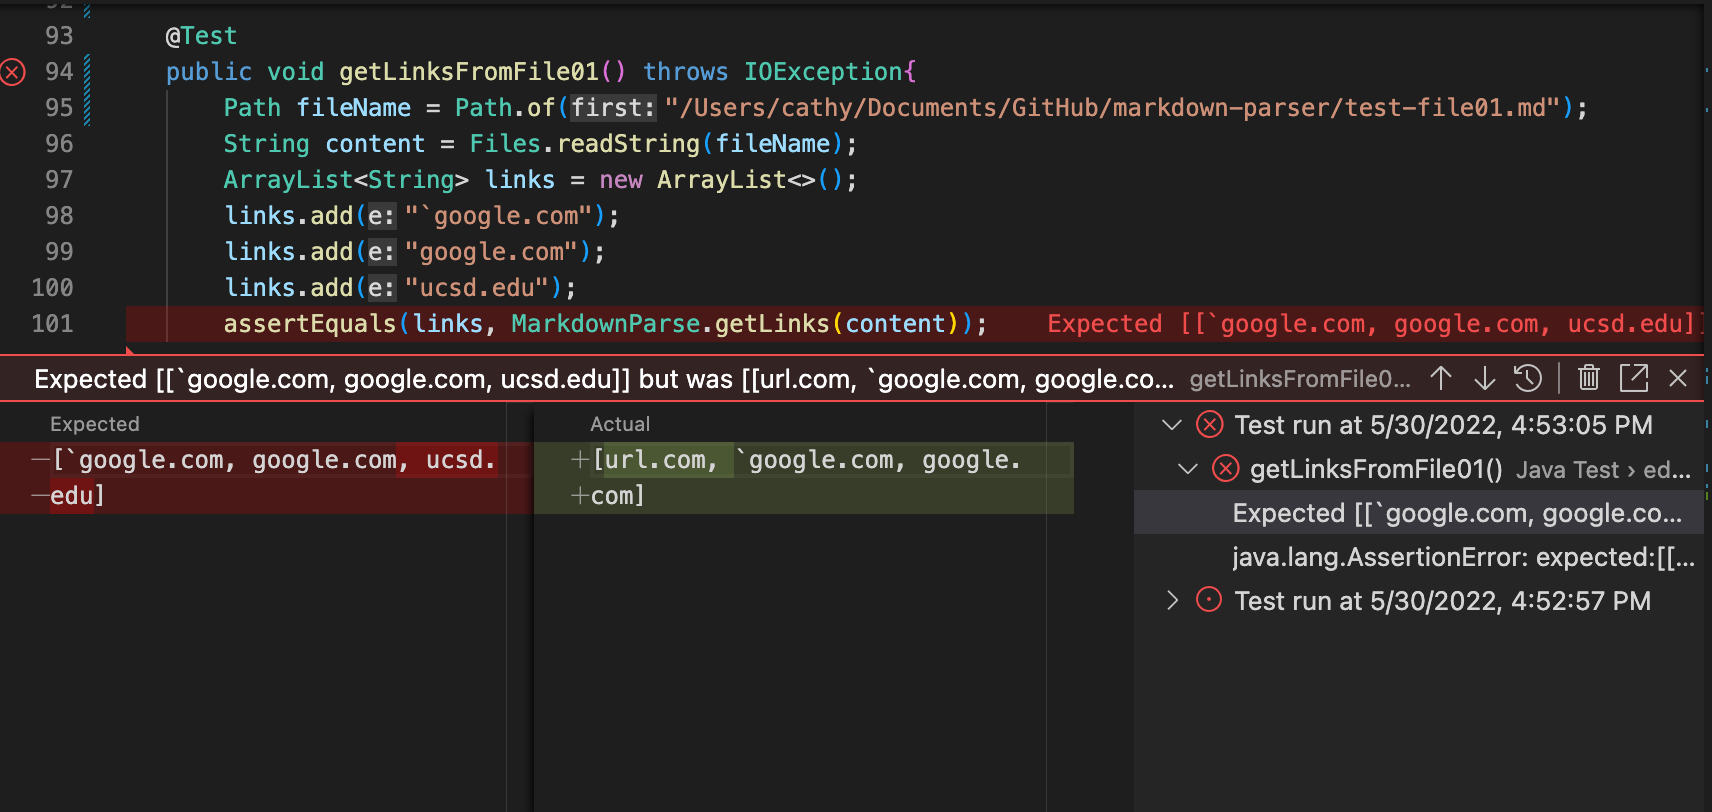 93 @Test
94 public void getLinksFromFile01() throws IOException{
95 Path fileName = Path.of(first: "/Users/cathy/Documents/GitHub/markdown-parser/test-file01.md");
96 String content = Files.readString(fileName);
97 ArrayList<String> links = new ArrayList<>();
98 links.add(e: "`google.com");
99 links.add(e: "google.com");
100 links.add(e: "ucsd.edu");
101 assertEquals(links, MarkdownParse.getLinks(content)); Expected [[`google.com, google.com, ucsd.edu]]
Expected [[`google.com, google.com, ucsd.edu]] but was [[url.com, `google.com, google.co... getLinksFromFile0...
Expected
—[`google.com, google.com, ucsd.
—edu]
Actual
+[url.com, `google.com, google.
+com]
Test run at 5/30/2022, 4:53:05 PM
getLinksFromFile01() Java Test › ed...
Expected [[`google.com, google.co...
java.lang.AssertionError: expected:[[...
Test run at 5/30/2022, 4:52:57 PM